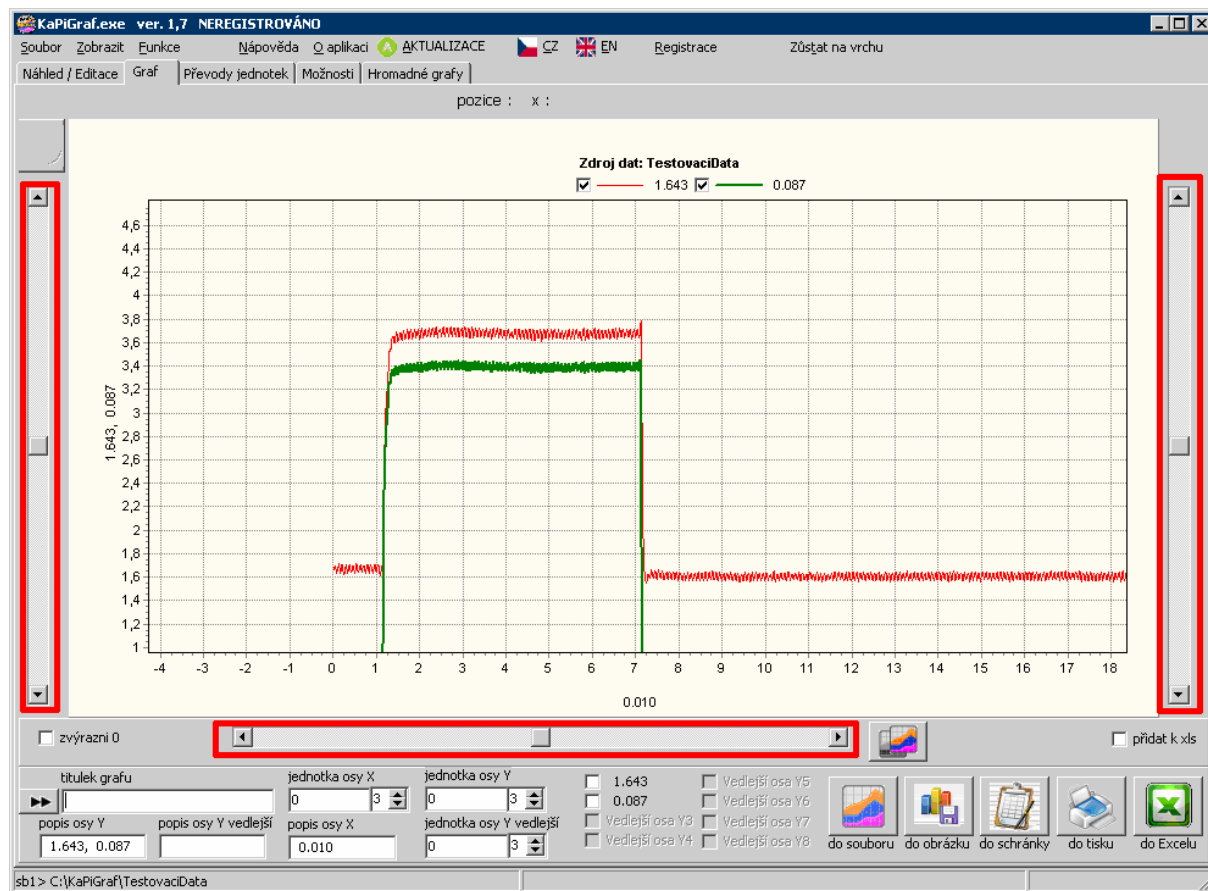 KaPiGraf.exe ver. 1,7 NEREGISTROVÁNO
Soubor Zobrazit Funkce Nápověda O aplikaci AKTUALIZACE CZ EN Registrace Zůstat na vrchu
Náhled / Editace Graf Převody jednotek Možnosti Hromadné grafy
pozice : x :
Zdroj dat: TestovaciData
1.643 0.087
4,6
4,4
4,2
4
3,8
3,6
3,4
3,2
3
2,8
2,6
2,4
2,2
2
1,8
1,6
1,4
1,2
1
1.643, 0.087
-4 -3 -2 -1 0 1 2 3 4 5 6 7 8 9 10 11 12 13 14 15 16 17 18
0.010
zvýrazni 0
přidat k xls
titulek grafu jednotka osy X jednotka osy Y
0 3 0 3
popis osy Y popis osy Y vedlejší popis osy X jednotka osy Y vedlejší
1.643, 0.087 0.010 0 3
1.643 Vedlejší osa Y5
0.087 Vedlejší osa Y6
Vedlejší osa Y3 Vedlejší osa Y7
Vedlejší osa Y4 Vedlejší osa Y8
do souboru do obrázku do schránky do tisku do Excelu
sb1> C:\KaPiGraf\TestovaciData